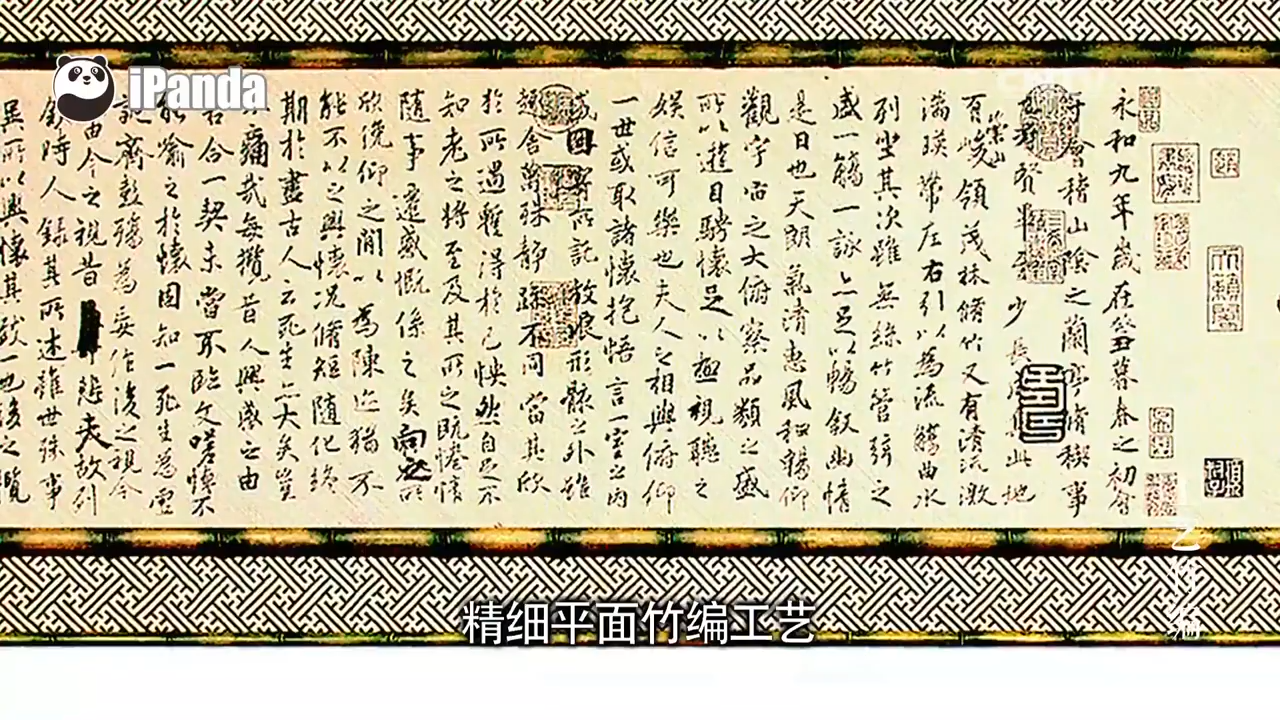 iPanda
永和九年歲在癸丑暮春之初會
會稽山陰之蘭亭脩稧事
羣賢畢至少長此地
有崇山峻領茂林脩竹又有清流激
湍暎帶左右引以為流觴曲水
列坐其次雖無絲竹管弦之
盛一觴一詠亦足以暢叙幽情
是日也天朗氣清惠風和暢仰
觀宇宙之大俯察品類之盛
所以遊目騁懷足以極視聽之
娛信可樂也夫人之相與俯仰
一世或取諸懷抱悟言一室之內
或因寄所託放浪形骸之外雖
趣舍萬殊静躁不同當其欣
於所遇蹔得於己怏然自足不
知老之將至及其所之既惓情
隨事遷感慨係之矣向之所
欣俛仰之閒以為陳迹猶不
能不以之興懷况脩短隨化終
期於盡古人云死生亦大矣豈
痛哉每攬昔人興感之由
若合一契未嘗不臨文嗟悼不
能喻之於懷固知一死生為虛
誕齊彭殤為妄作後之視今
由今之視昔悲夫故列
叙時人錄其所述雖世殊事
異所以興懷其致一也後之攬
竹编
精细平面竹编工艺